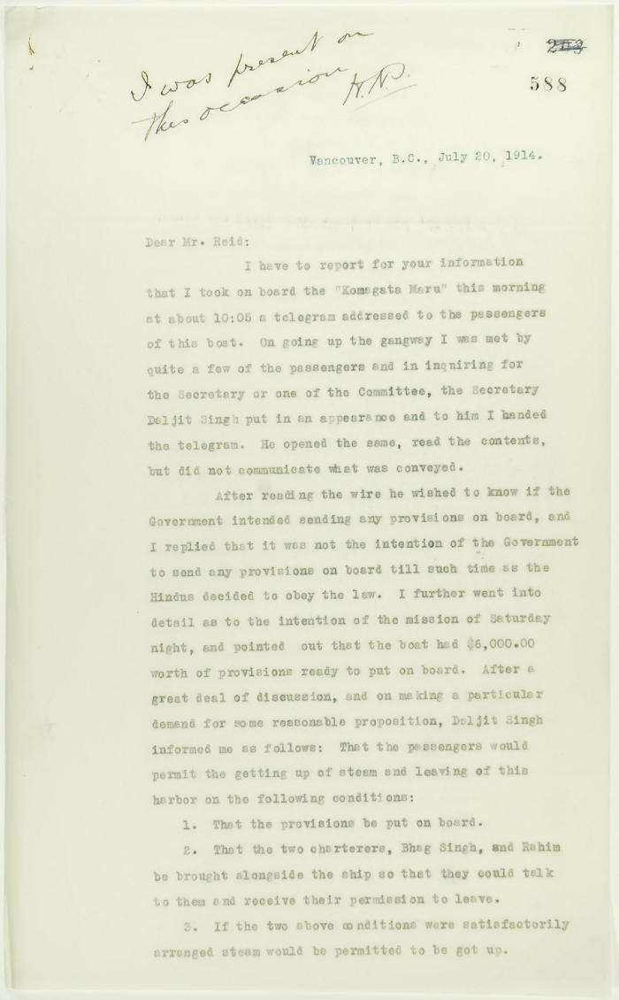 I was present on
this occasion
H.N.P.
203
588
Vancouver, B.C., July 20, 1914.
Dear Mr. Reid:
I have to report for your information
that I took on board the "Komagata Maru" this morning
at about 10:05 a telegram addressed to the passengers
of this boat. On going up the gangway I was met by
quite a few of the passengers and in inquiring for
the Secretary or one of the Committee, the Secretary
Daljit Singh put in an appearance and to him I handed
the telegram. He opened the same, read the contents,
but did not communicate what was conveyed.
After reading the wire he wished to know if the
Government intended sending any provisions on board, and
I replied that it was not the intention of the Government
to send any provisions on board till such time as the
Hindus decided to obey the law. I further went into
detail as to the intention of the mission of Saturday
night, and pointed out that the boat had $6,000.00
worth of provisions ready to put on board. After a
great deal of discussion, and on making a particular
demand for some reasonable proposition, Daljit Singh
informed me as follows: That the passengers would
permit the getting up of steam and leaving of this
harbor on the following conditions:
1. That the provisions be put on board.
2. That the two charterers, Bhag Singh, and Rahim
be brought alongside the ship so that they could talk
to them and receive their permission to leave.
3. If the two above conditions were satisfactorily
arranged steam would be permitted to be got up.